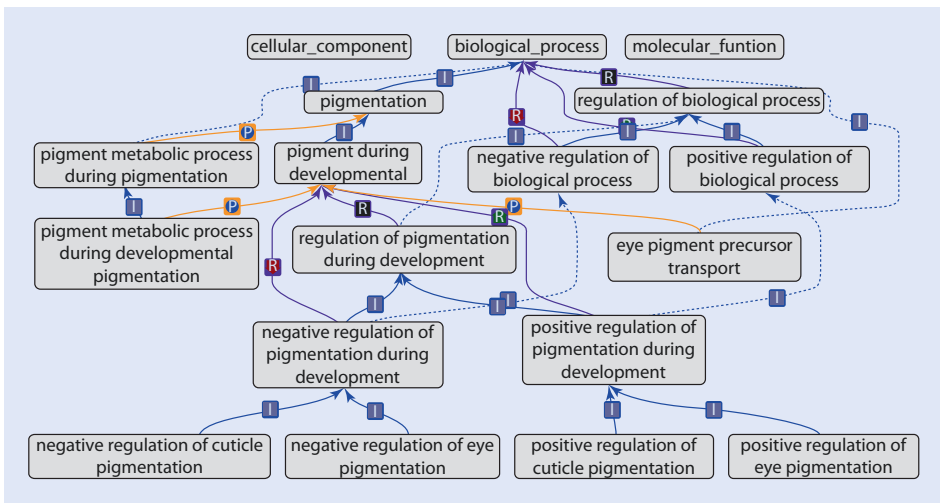 cellular_component
biological_process
molecular_funtion
I
I
I
R
pigmentation
regulation of biological process
P
I
R
I
I
I
I
pigment metabolic process
during pigmentation
pigment during
developmental
negative regulation of
biological process
positive regulation of
biological process
I
P
R
R
P
pigment metabolic process
during developmental
pigmentation
regulation of pigmentation
during development
eye pigment precursor
transport
R
I
I
I
I
I
negative regulation of
pigmentation during
development
positive regulation of
pigmentation during
development
I
I
I
I
negative regulation of cuticle
pigmentation
negative regulation of eye
pigmentation
positive regulation of
cuticle pigmentation
positive regulation of
eye pigmentation